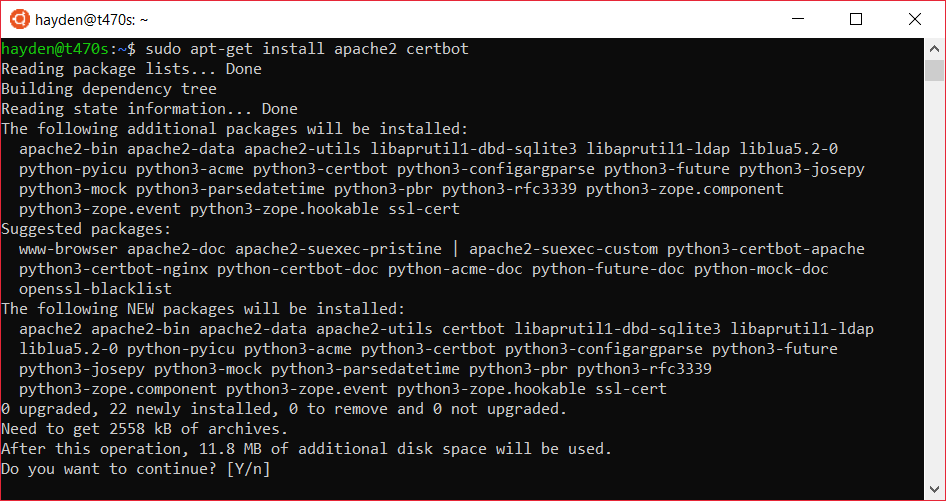 hayden@t470s: ~
hayden@t470s:~$ sudo apt-get install apache2 certbot
Reading package lists... Done
Building dependency tree
Reading state information... Done
The following additional packages will be installed:
  apache2-bin apache2-data apache2-utils libaprutil1-dbd-sqlite3 libaprutil1-ldap liblua5.2-0
  python-pyicu python3-acme python3-certbot python3-configargparse python3-future python3-josepy
  python3-mock python3-parsedatetime python3-pbr python3-rfc3339 python3-zope.component
  python3-zope.event python3-zope.hookable ssl-cert
Suggested packages:
  www-browser apache2-doc apache2-suexec-pristine | apache2-suexec-custom python3-certbot-apache
  python3-certbot-nginx python-certbot-doc python-acme-doc python-future-doc python-mock-doc
  openssl-blacklist
The following NEW packages will be installed:
  apache2 apache2-bin apache2-data apache2-utils certbot libaprutil1-dbd-sqlite3 libaprutil1-ldap
  liblua5.2-0 python-pyicu python3-acme python3-certbot python3-configargparse python3-future
  python3-josepy python3-mock python3-parsedatetime python3-pbr python3-rfc3339
  python3-zope.component python3-zope.event python3-zope.hookable ssl-cert
0 upgraded, 22 newly installed, 0 to remove and 0 not upgraded.
Need to get 2558 kB of archives.
After this operation, 11.8 MB of additional disk space will be used.
Do you want to continue? [Y/n]